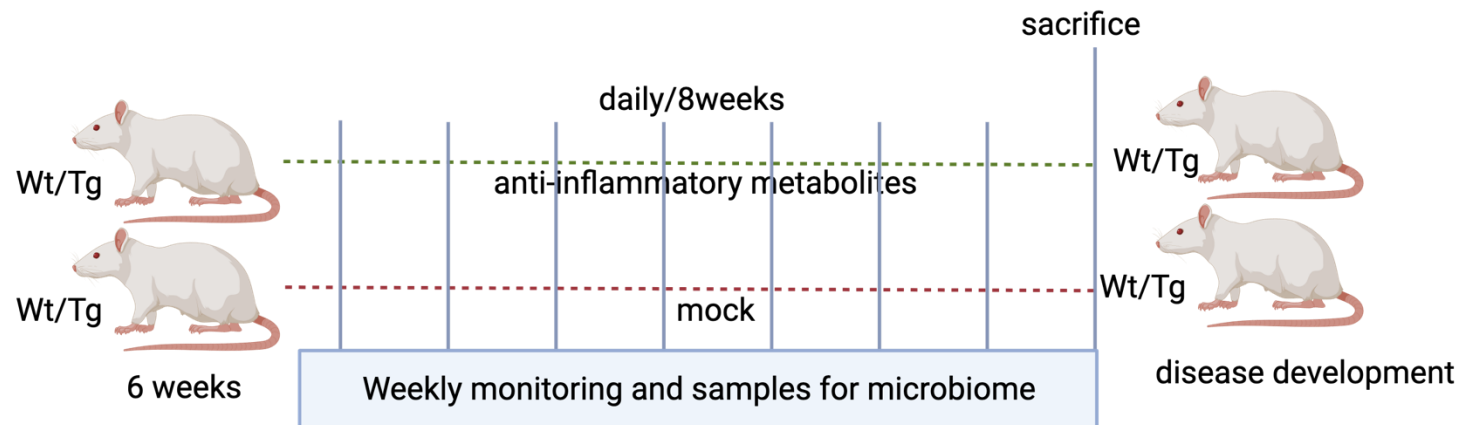 sacrifice
daily/8weeks
Wt/Tg
anti-inflammatory metabolites
Wt/Tg
Wt/Tg
mock
Wt/Tg
6 weeks
Weekly monitoring and samples for microbiome
disease development